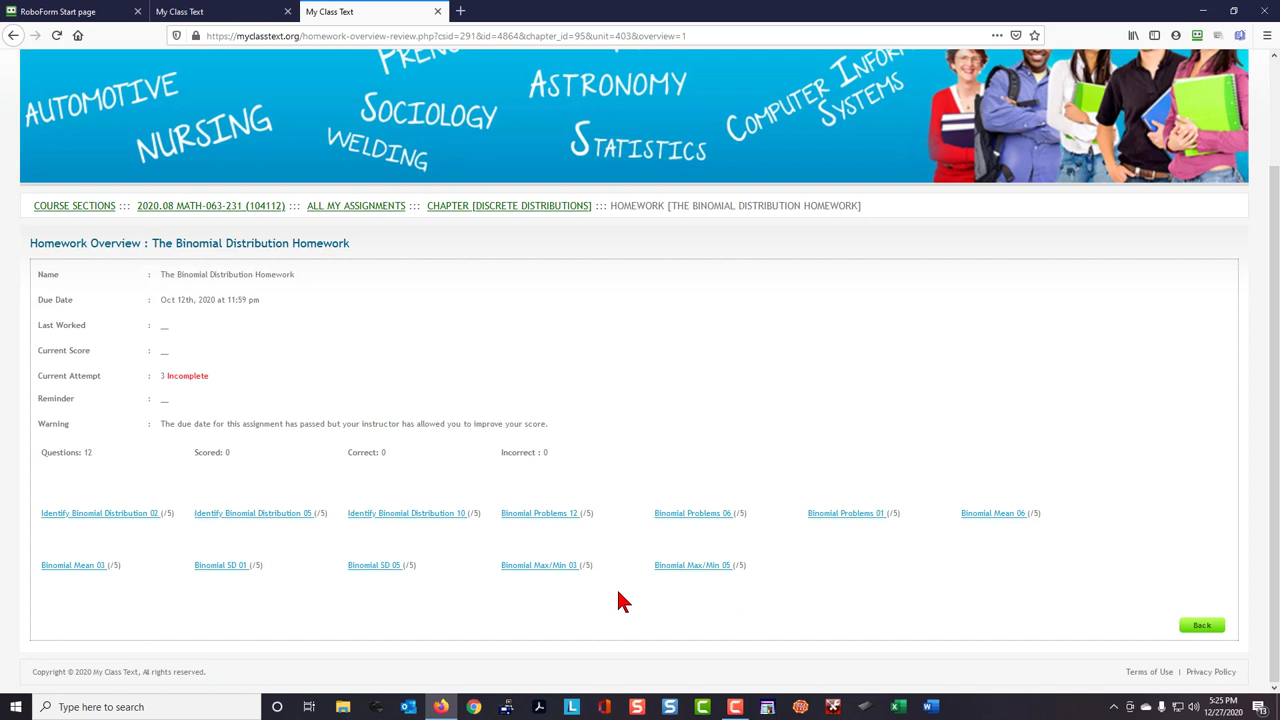 RoboForm Start page
My Class Text
My Class Text
https://myclasstext.org/homework-overview-review.php?csid=291&id=4864&chapter_id=95&unit=403&overview=1
AUTOMOTIVE
NURSING
SOCIOLOGY
WELDING
ASTRONOMY
STATISTICS
SYSTEMS
COURSE SECTIONS ::: 2020.08 MATH-063-231 (104112) ::: ALL MY ASSIGNMENTS ::: CHAPTER [DISCRETE DISTRIBUTIONS] ::: HOMEWORK [THE BINOMIAL DISTRIBUTION HOMEWORK]
Homework Overview : The Binomial Distribution Homework
Name : The Binomial Distribution Homework
Due Date : Oct 12th, 2020 at 11:59 pm
Last Worked : __
Current Score : __
Current Attempt : 3 Incomplete
Reminder : __
Warning : The due date for this assignment has passed but your instructor has allowed you to improve your score.
Questions: 12 Scored: 0 Correct: 0 Incorrect : 0
Identify Binomial Distribution 02 (/5) Identify Binomial Distribution 05 (/5) Identify Binomial Distribution 10 (/5) Binomial Problems 12 (/5) Binomial Problems 06 (/5) Binomial Problems 01 (/5) Binomial Mean 06 (/5)
Binomial Mean 03 (/5) Binomial SD 01 (/5) Binomial SD 05 (/5) Binomial Max/Min 03 (/5) Binomial Max/Min 05 (/5)
Back
Copyright © 2020 My Class Text, All rights reserved. Terms of Use | Privacy Policy
Type here to search
5:25 PM
12/27/2020